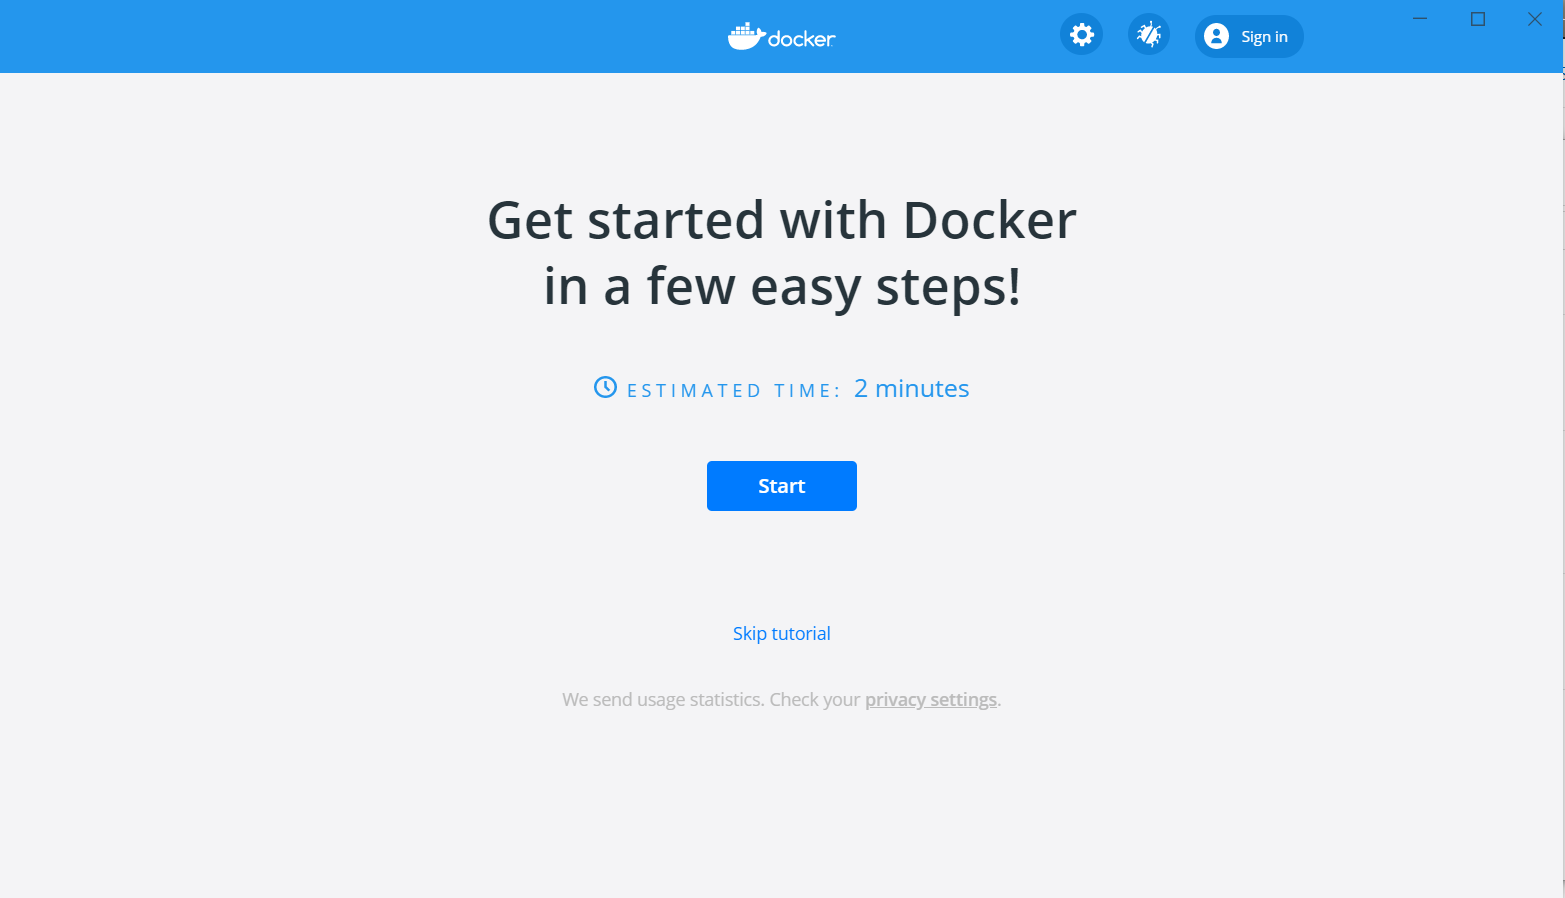 docker
Sign in
Get started with Docker
in a few easy steps!
ESTIMATED TIME: 2 minutes
Start
Skip tutorial
We send usage statistics. Check your privacy settings.